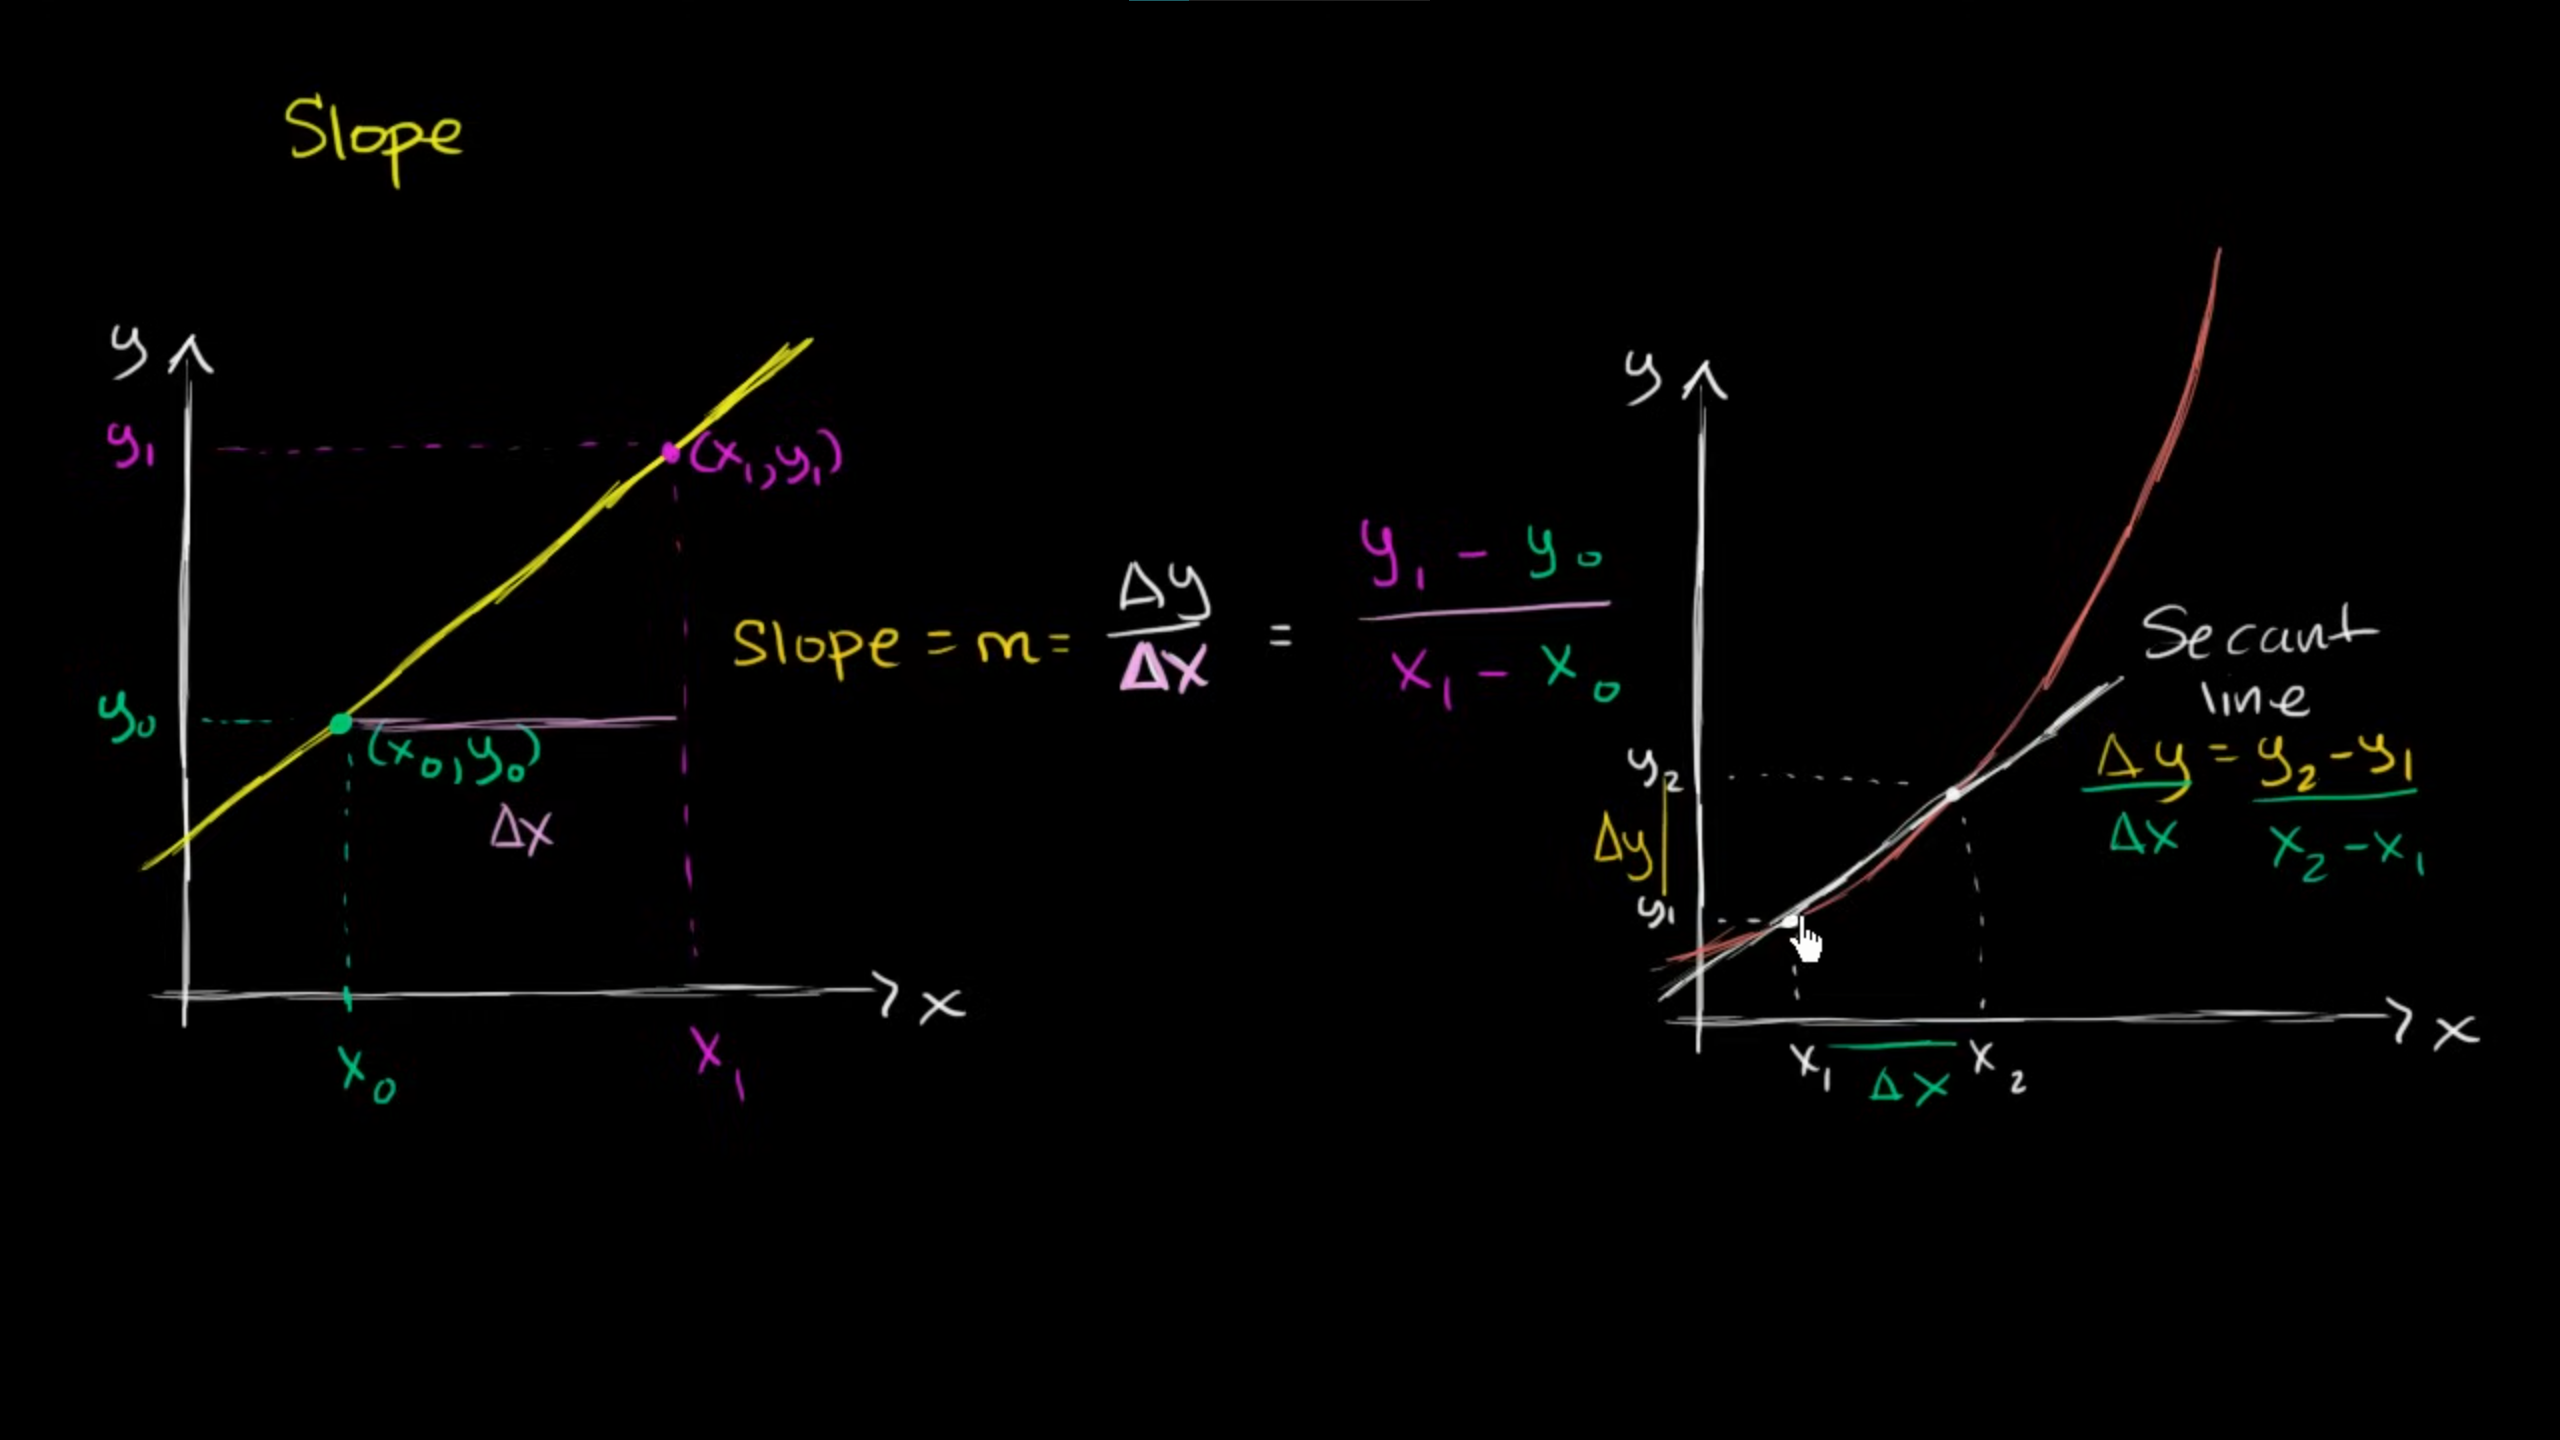 Slope
y
y₁
(x₁, y₁)
Slope = m = Δy/Δx = (y₁ - y₀)/(x₁ - x₀)
y₀
(x₀, y₀)
Δx
x
x₀
x₁
y
Secant
line
y₂
Δy/Δx = (y₂ - y₁)/(x₂ - x₁)
Δy
y₁
x
x₁
x₂
Δx